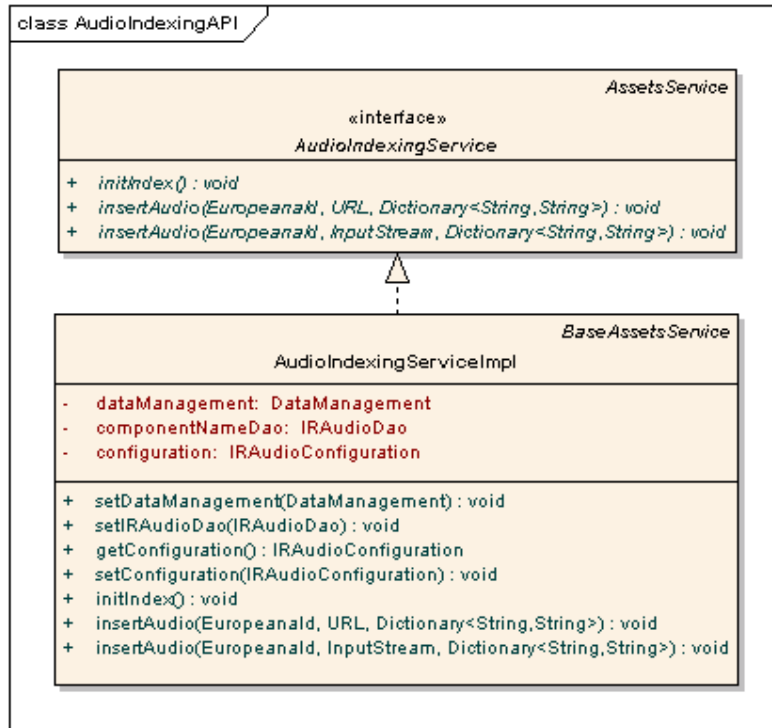 class AudioIndexingAPI
AssetsService
«interface»
AudioIndexingService
+ initIndex() : void
+ insertAudio(EuropeanaId, URL, Dictionary<String,String>) : void
+ insertAudio(EuropeanaId, InputStream, Dictionary<String,String>) : void
BaseAssetsService
AudioIndexingServiceImpl
- dataManagement: DataManagement
- componentNameDao: IRAudioDao
- configuration: IRAudioConfiguration
+ setDataManagement(DataManagement) : void
+ setIRAudioDao(IRAudioDao) : void
+ getConfiguration() : IRAudioConfiguration
+ setConfiguration(IRAudioConfiguration) : void
+ initIndex() : void
+ insertAudio(EuropeanaId, URL, Dictionary<String,String>) : void
+ insertAudio(EuropeanaId, InputStream, Dictionary<String,String>) : void